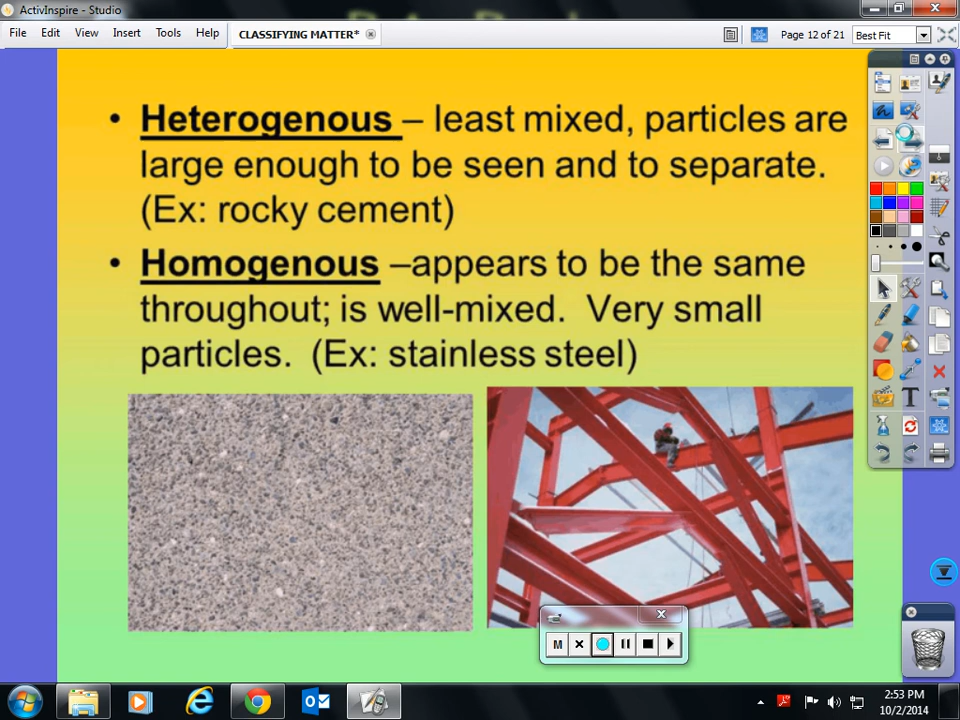 ActivInspire - Studio
File Edit View Insert Tools Help CLASSIFYING MATTER* Page 12 of 21 Best Fit
• Heterogenous – least mixed, particles are
large enough to be seen and to separate.
(Ex: rocky cement)
• Homogenous –appears to be the same
throughout; is well-mixed. Very small
particles. (Ex: stainless steel)
M
2:53 PM
10/2/2014